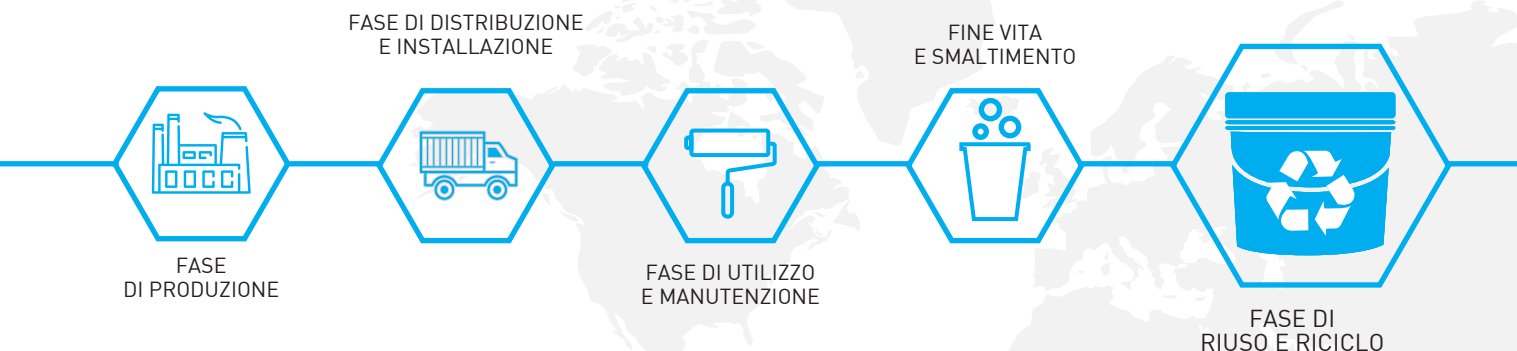 FASE
DI PRODUZIONE
FASE DI DISTRIBUZIONE
E INSTALLAZIONE
FASE DI UTILIZZO
E MANUTENZIONE
FINE VITA
E SMALTIMENTO
FASE DI
RIUSO E RICICLO